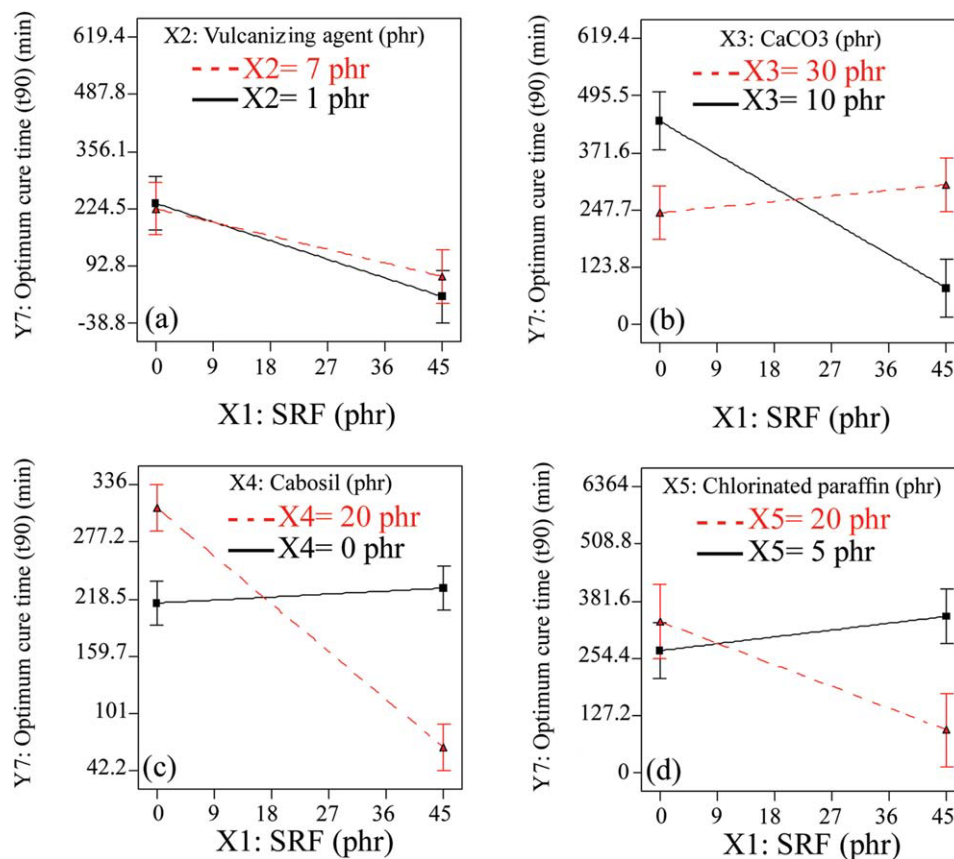 Y7: Optimum cure time (t90) (min)
619.4
487.8
356.1
224.5
92.8
-38.8
X2: Vulcanizing agent (phr)
X2= 7 phr
X2= 1 phr
(a)
0 9 18 27 36 45
X1: SRF (phr)
Y7: Optimum cure time (t90) (min)
619.4
495.5
371.6
247.7
123.8
0
X3: CaCO3 (phr)
X3= 30 phr
X3= 10 phr
(b)
0 9 18 27 36 45
X1: SRF (phr)
Y7: Optimum cure time (t90) (min)
336
277.2
218.5
159.7
101
42.2
X4: Cabosil (phr)
X4= 20 phr
X4= 0 phr
(c)
0 9 18 27 36 45
X1: SRF (phr)
Y7: Optimum cure time (t90) (min)
6364
508.8
381.6
254.4
127.2
0
X5: Chlorinated paraffin (phr)
X5= 20 phr
X5= 5 phr
(d)
0 9 18 27 36 45
X1: SRF (phr)